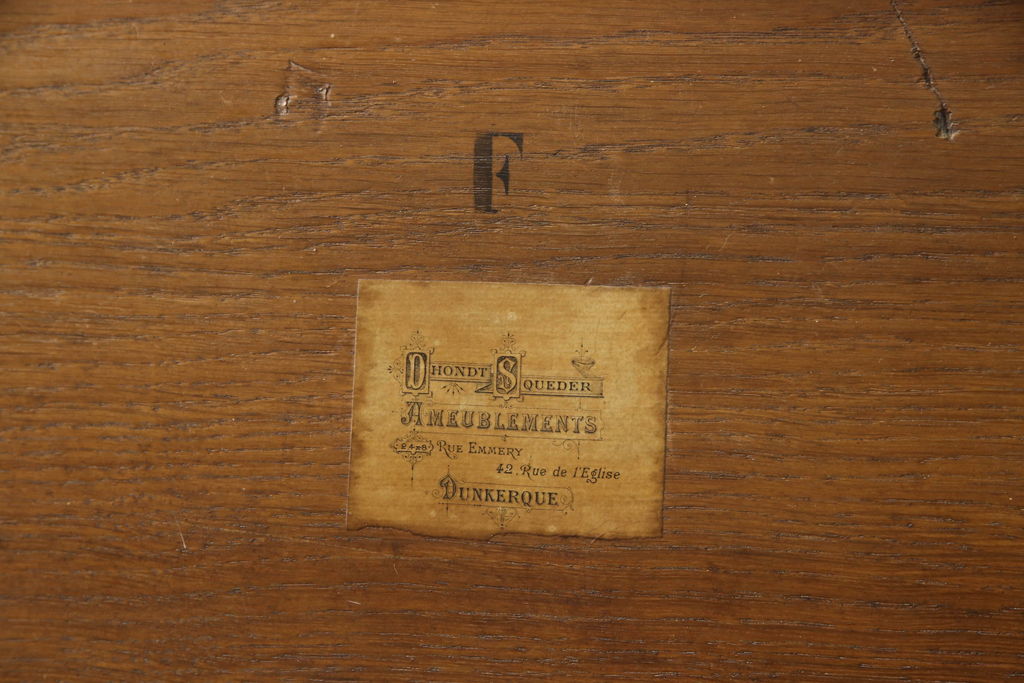 F
DHONDT SQUEDER
AMEUBLEMENTS
RUE EMMERY
42, Rue de l'Eglise
DUNKERQUE